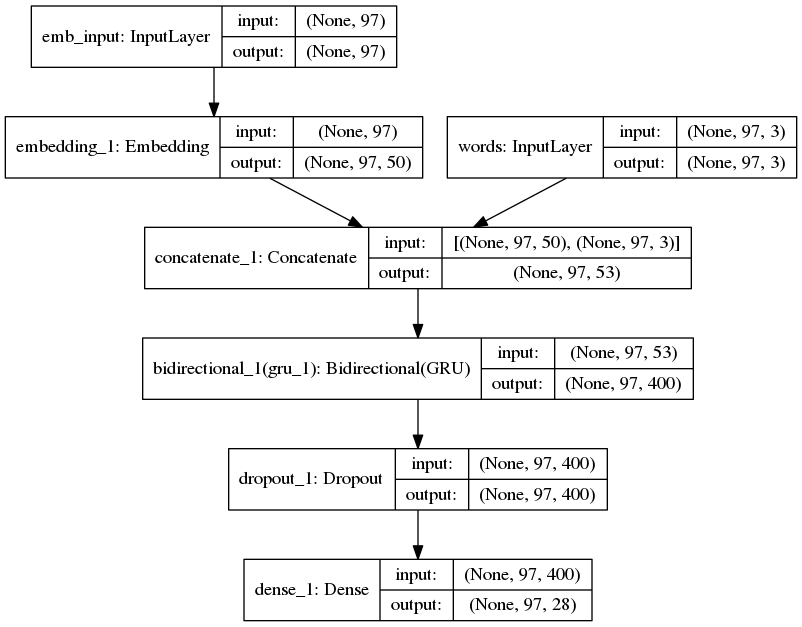 emb_input: InputLayer
input:
(None, 97)
output:
(None, 97)
embedding_1: Embedding
input:
(None, 97)
output:
(None, 97, 50)
words: InputLayer
input:
(None, 97, 3)
output:
(None, 97, 3)
concatenate_1: Concatenate
input:
[(None, 97, 50), (None, 97, 3)]
output:
(None, 97, 53)
bidirectional_1(gru_1): Bidirectional(GRU)
input:
(None, 97, 53)
output:
(None, 97, 400)
dropout_1: Dropout
input:
(None, 97, 400)
output:
(None, 97, 400)
dense_1: Dense
input:
(None, 97, 400)
output:
(None, 97, 28)